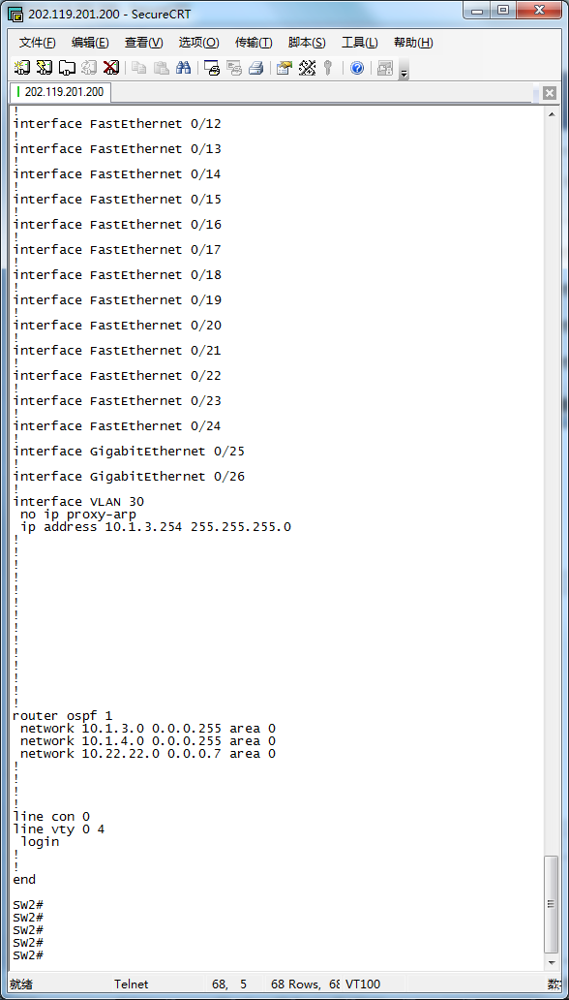 202.119.201.200 - SecureCRT
文件(F) 编辑(E) 查看(V) 选项(O) 传输(T) 脚本(S) 工具(L) 帮助(H)
202.119.201.200
!
interface FastEthernet 0/12
!
interface FastEthernet 0/13
!
interface FastEthernet 0/14
!
interface FastEthernet 0/15
!
interface FastEthernet 0/16
!
interface FastEthernet 0/17
!
interface FastEthernet 0/18
!
interface FastEthernet 0/19
!
interface FastEthernet 0/20
!
interface FastEthernet 0/21
!
interface FastEthernet 0/22
!
interface FastEthernet 0/23
!
interface FastEthernet 0/24
!
interface GigabitEthernet 0/25
!
interface GigabitEthernet 0/26
!
interface VLAN 30
 no ip proxy-arp
 ip address 10.1.3.254 255.255.255.0
!
!
!
!
!
!
!
!
!
!
!
!
!
!
router ospf 1
 network 10.1.3.0 0.0.0.255 area 0
 network 10.1.4.0 0.0.0.255 area 0
 network 10.22.22.0 0.0.0.7 area 0
!
!
!
!
line con 0
line vty 0 4
 login
!
!
end
SW2#
SW2#
SW2#
SW2#
SW2#
就绪 Telnet 68, 5 68 Rows, 68 VT100 数